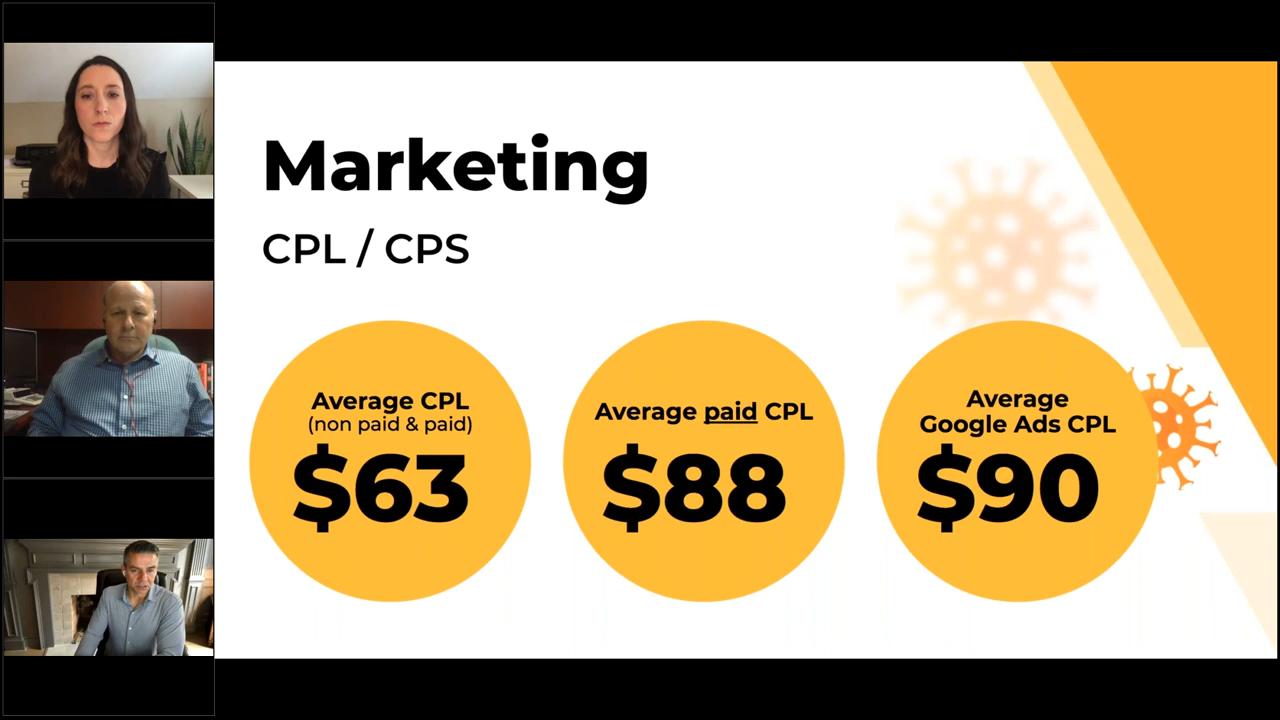 Marketing
CPL / CPS
Average CPL
(non paid & paid)
$63
Average paid CPL
$88
Average
Google Ads CPL
$90